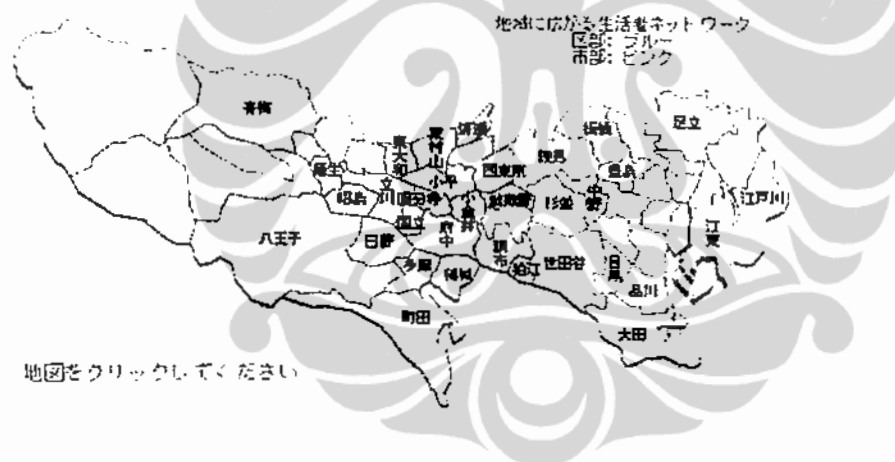 地域に広がる生活者ネットワーク
区部：ブルー
市部：ピンク
青梅
東大和
東村山
清瀬
板橋
足立
福生
立川
小平
西東京
練馬
豊島
昭島
国分寺
小金井
武蔵野
杉並
中野
江戸川
国立
江東
八王子
日野
府中
調布
狛江
世田谷
目黒
多摩
稲城
品川
町田
大田
地図をクリックしてください